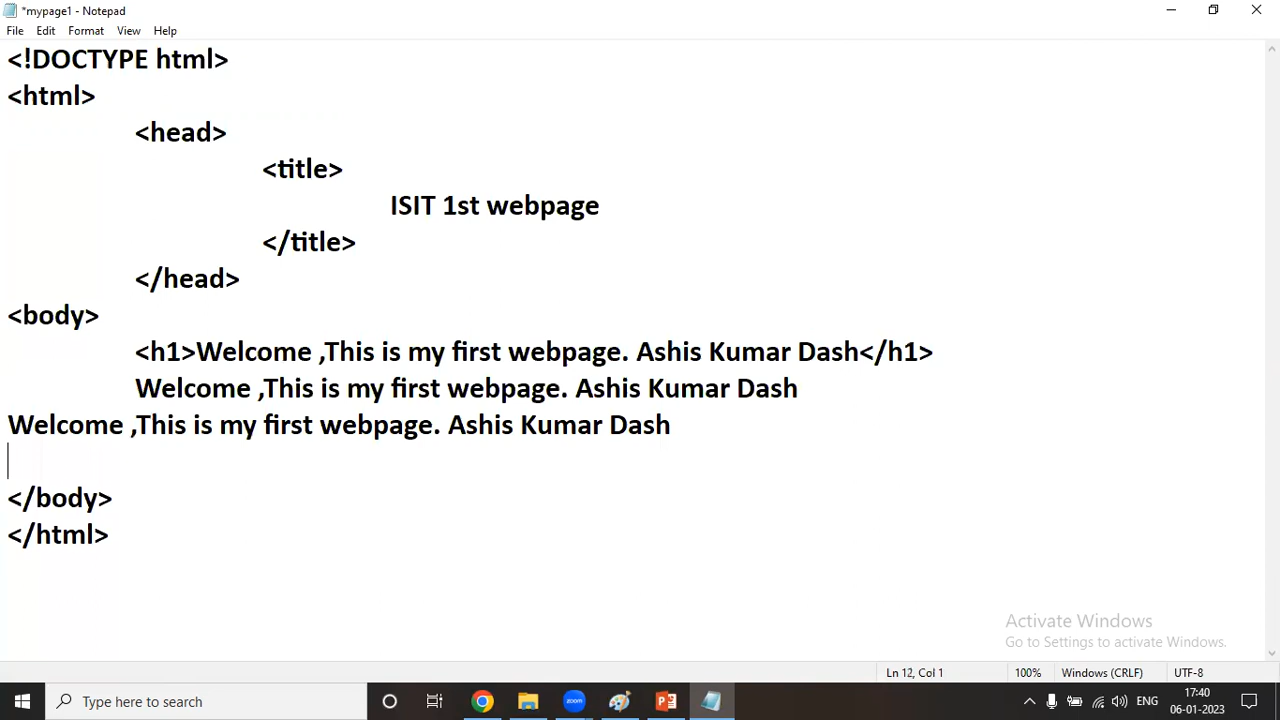 *mypage1 - Notepad
File Edit Format View Help
<!DOCTYPE html>
<html>
<head>
<title>
ISIT 1st webpage
</title>
</head>
<body>
<h1>Welcome ,This is my first webpage. Ashis Kumar Dash</h1>
Welcome ,This is my first webpage. Ashis Kumar Dash
Welcome ,This is my first webpage. Ashis Kumar Dash
</body>
</html>
Activate Windows
Go to Settings to activate Windows.
Ln 12, Col 1 100% Windows (CRLF) UTF-8
Type here to search
zoom
ENG
17:40
06-01-2023